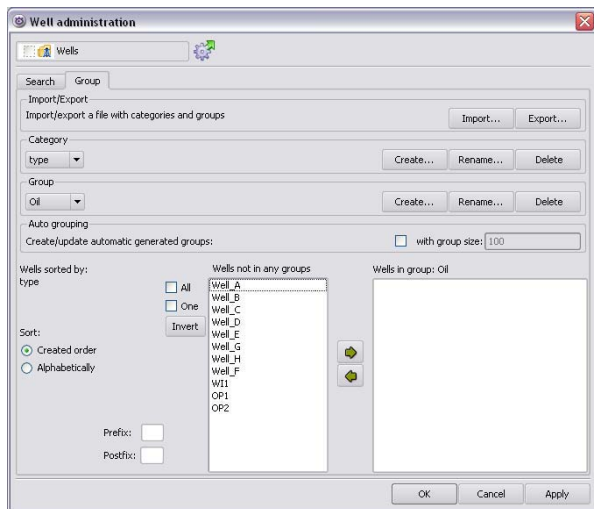 Well administration
Wells
Search Group
Import/Export
Import/export a file with categories and groups
Import... Export...
Category
type
Create... Rename... Delete
Group
Oil
Create... Rename... Delete
Auto grouping
Create/update automatic generated groups:
with group size: 100
Wells sorted by:
type
All
One
Invert
Sort:
Created order
Alphabetically
Prefix:
Postfix:
Wells not in any groups
Well_A
Well_B
Well_C
Well_D
Well_E
Well_G
Well_H
Well_F
WI1
OP1
OP2
Wells in group: Oil
OK Cancel Apply